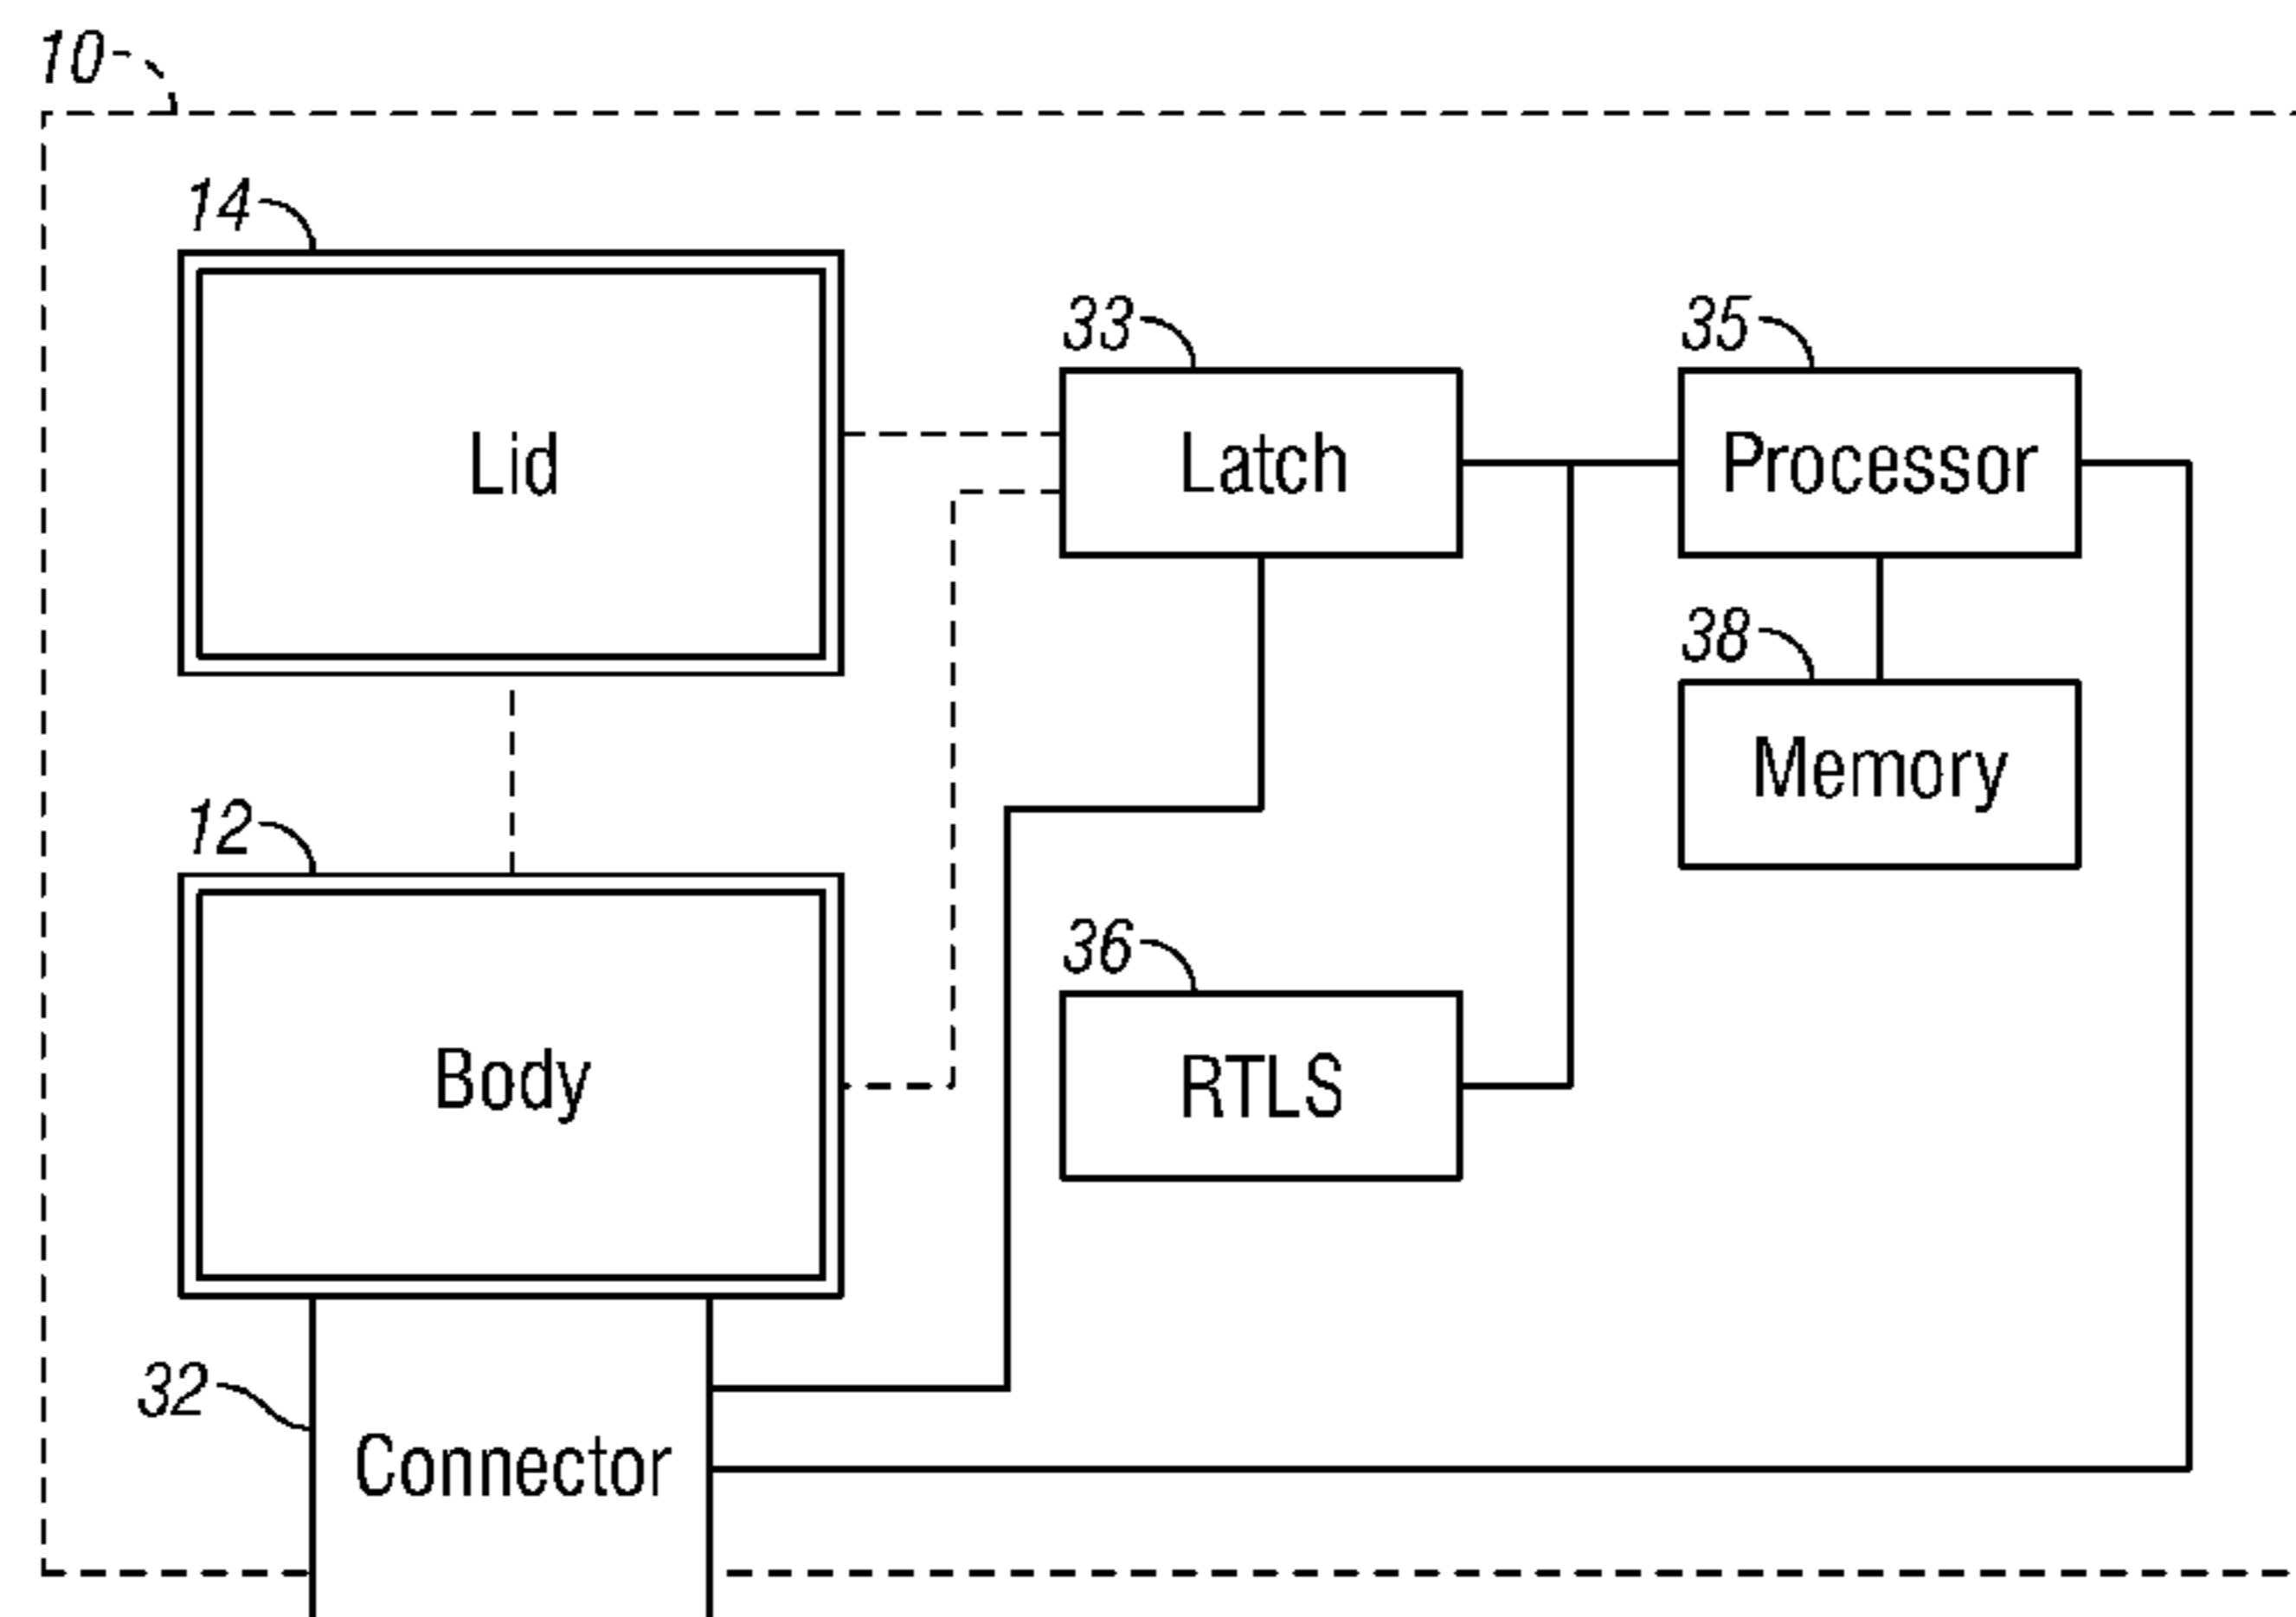 10
14
Lid
33
Latch
35
Processor
38
Memory
12
Body
36
RTLS
32
Connector